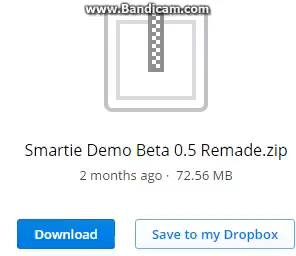 www.Bandicam.com
Smartie Demo Beta 0.5 Remade.zip
2 months ago · 72.56 MB
Download Save to my Dropbox